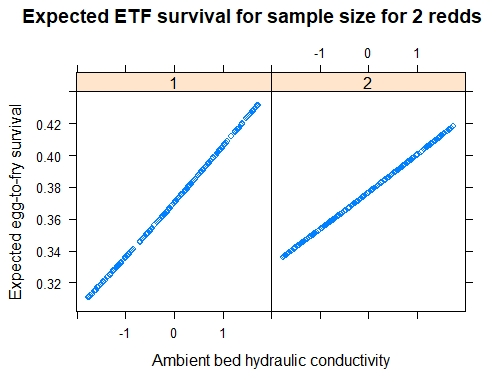 Expected ETF survival for sample size for 2 redds
-1 0 1
1 2
0.42
0.40
0.38
0.36
0.34
0.32
Expected egg-to-fry survival
-1 0 1
Ambient bed hydraulic conductivity